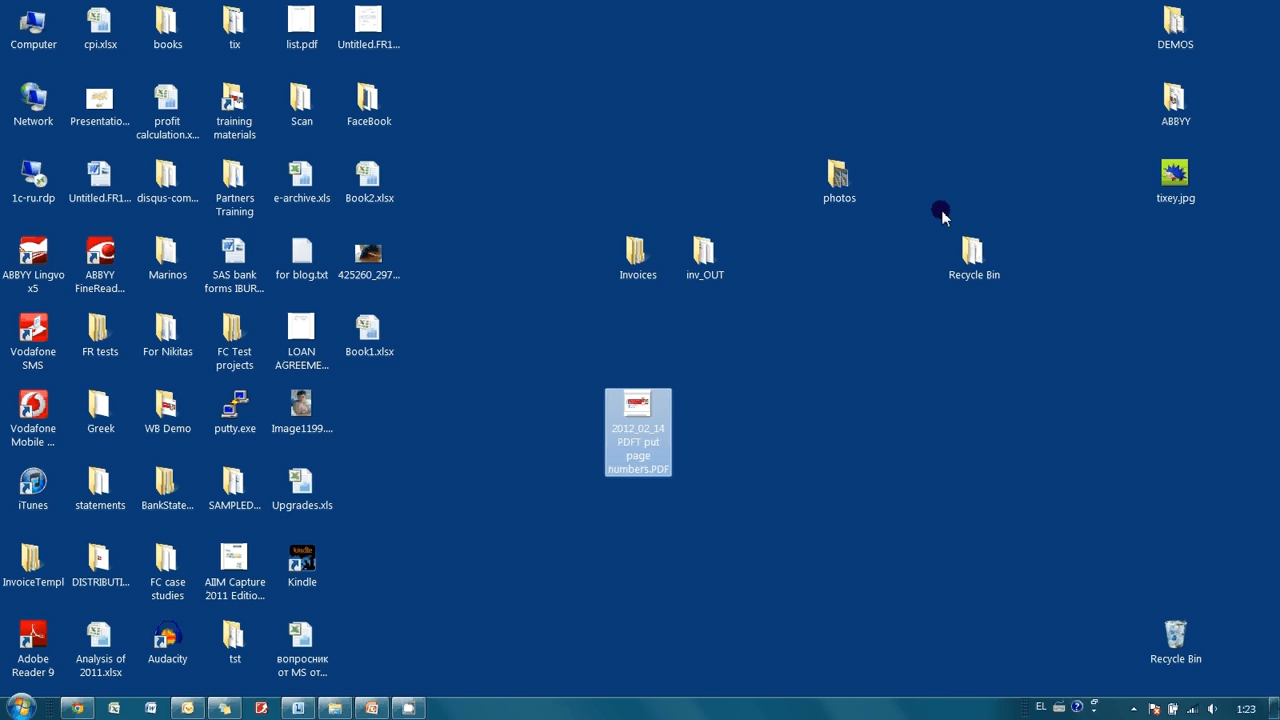 Computer
cpi.xlsx
books
tix
list.pdf
Untitled.FR1...
DEMOS
Network
Presentatio...
profit
calculation.x...
training
materials
Scan
FaceBook
ABBYY
1c-ru.rdp
Untitled.FR1...
disqus-com...
Partners
Training
e-archive.xls
Book2.xlsx
photos
tixey.jpg
ABBYY Lingvo
x5
ABBYY
FineRead...
Marinos
SAS bank
forms IBUR...
for blog.txt
425260_297...
Invoices
inv_OUT
Recycle Bin
Vodafone
SMS
FR tests
For Nikitas
FC Test
projects
LOAN
AGREEME...
Book1.xlsx
Vodafone
Mobile ...
Greek
WB Demo
putty.exe
Image1199....
2012_02_14
PDFT put
page
numbers.PDF
iTunes
statements
BankState...
SAMPLED...
Upgrades.xls
InvoiceTempl
DISTRIBUTI...
FC case
studies
AIIM Capture
2011 Editio...
Kindle
Adobe
Reader 9
Analysis of
2011.xlsx
Audacity
tst
вопросник
от MS от...
Recycle Bin
EL
1:23